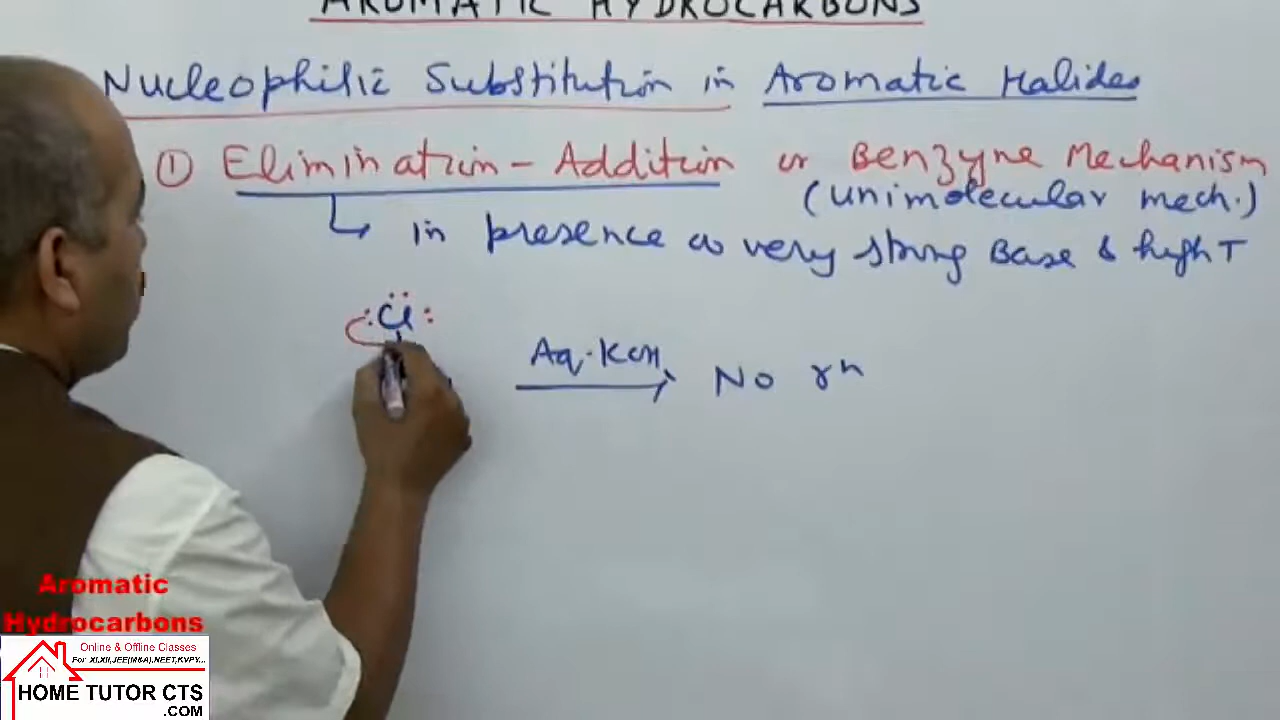 AROMATIC HYDROCARBONS
Nucleophilic Substitution in Aromatic Halides
① Elimination - Addition or Benzyne Mechanism
(unimolecular mech.)
↳ in presence of very strong Base & high T
:Cl:
Aq. KOH
No rxn
Aromatic
Hydrocarbons
Online & Offline Classes
For XI,XII,JEE(M&A),NEET,KVPY...
HOME TUTOR CTS
.COM